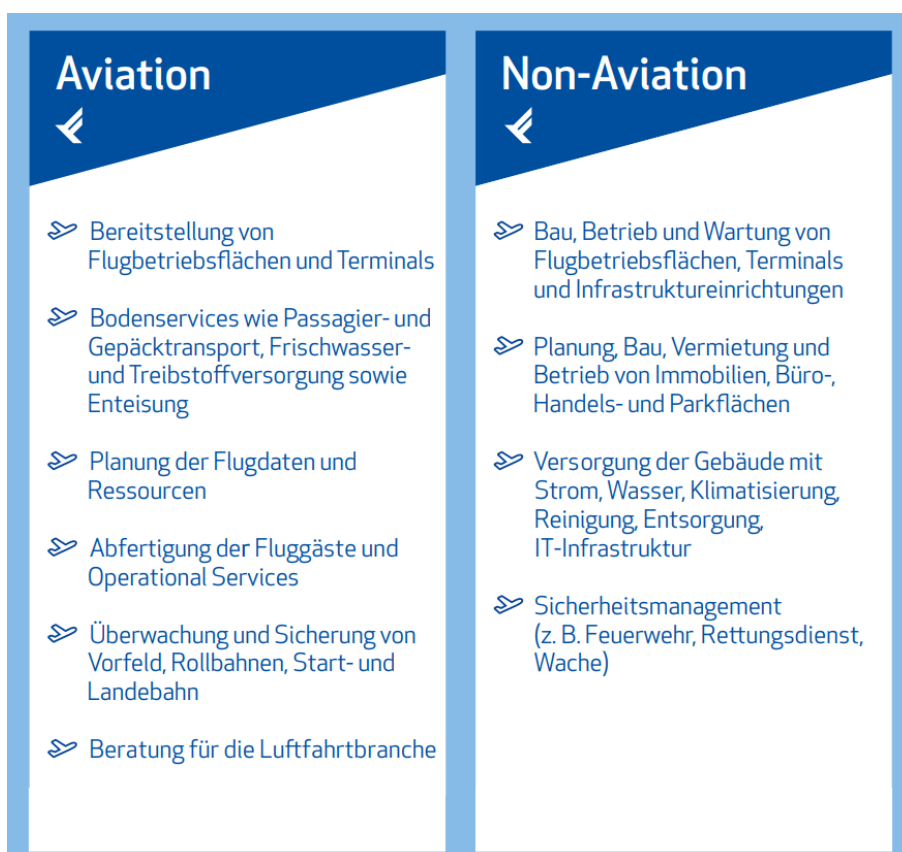 Aviation
Bereitstellung von
Flugbetriebsflächen und Terminals
Bodenservices wie Passagier- und
Gepäcktransport, Frischwasser-
und Treibstoffversorgung sowie
Enteisung
Planung der Flugdaten und
Ressourcen
Abfertigung der Fluggäste und
Operational Services
Überwachung und Sicherung von
Vorfeld, Rollbahnen, Start- und
Landebahn
Beratung für die Luftfahrtbranche
Non-Aviation
Bau, Betrieb und Wartung von
Flugbetriebsflächen, Terminals
und Infrastruktureinrichtungen
Planung, Bau, Vermietung und
Betrieb von Immobilien, Büro-,
Handels- und Parkflächen
Versorgung der Gebäude mit
Strom, Wasser, Klimatisierung,
Reinigung, Entsorgung,
IT-Infrastruktur
Sicherheitsmanagement
(z. B. Feuerwehr, Rettungsdienst,
Wache)